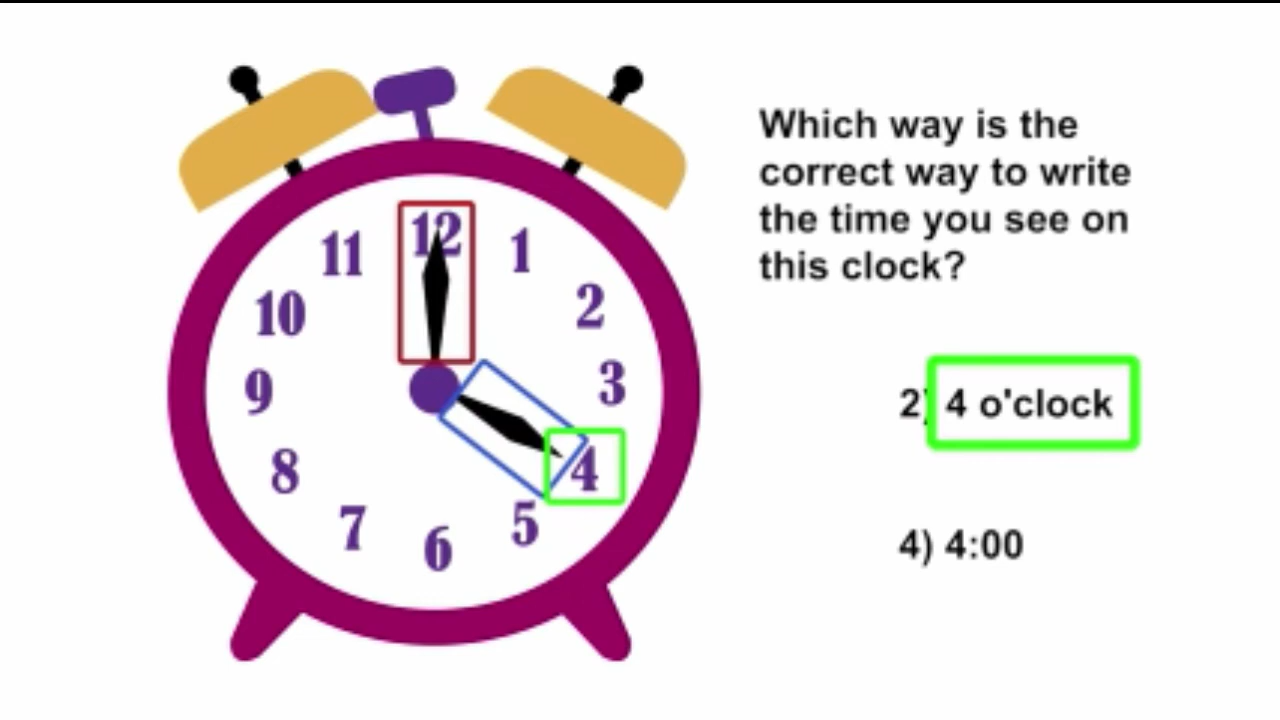 12
11
1
10
2
9
3
8
4
7
5
6
Which way is the
correct way to write
the time you see on
this clock?
2) 4 o'clock
4) 4:00